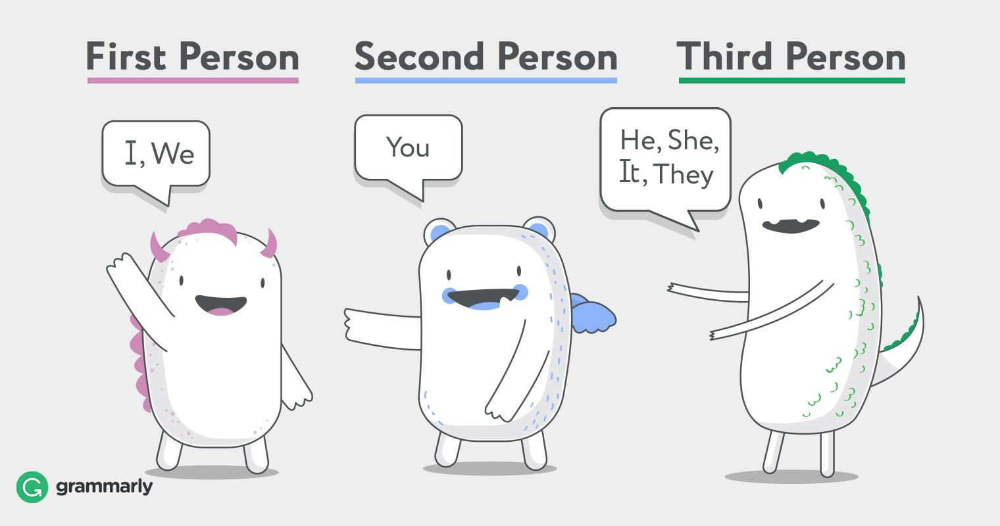 First Person
Second Person
Third Person
I, We
You
He, She,
It, They
grammarly